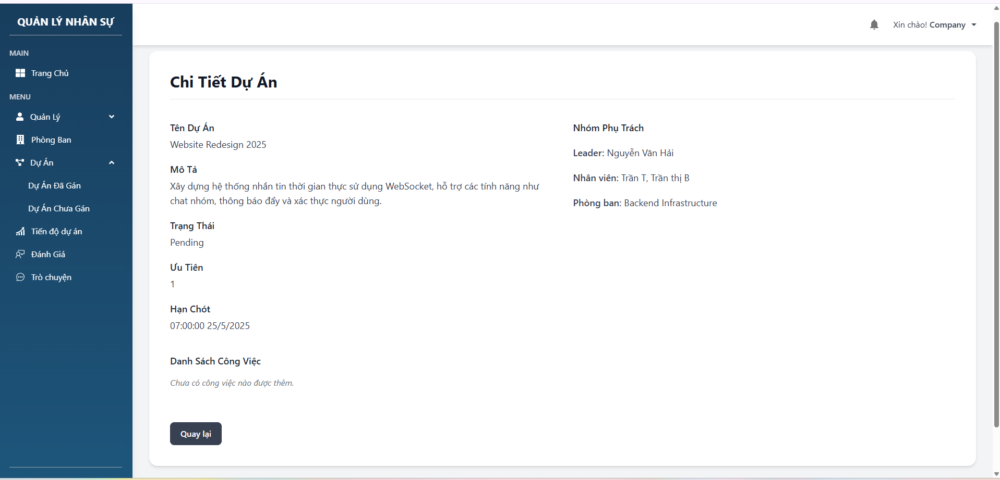 QUẢN LÝ NHÂN SỰ
MAIN
Trang Chủ
MENU
Quản Lý
Phòng Ban
Dự Án
Dự Án Đã Gán
Dự Án Chưa Gán
Tiến độ dự án
Đánh Giá
Trò chuyện
Xin chào! Company
Chi Tiết Dự Án
Tên Dự Án
Website Redesign 2025
Mô Tả
Xây dựng hệ thống nhắn tin thời gian thực sử dụng WebSocket, hỗ trợ các tính năng như
chat nhóm, thông báo đẩy và xác thực người dùng.
Trạng Thái
Pending
Ưu Tiên
1
Hạn Chót
07:00:00 25/5/2025
Nhóm Phụ Trách
Leader: Nguyễn Văn Hải
Nhân viên: Trần T, Trần thị B
Phòng ban: Backend Infrastructure
Danh Sách Công Việc
Chưa có công việc nào được thêm.
Quay lại